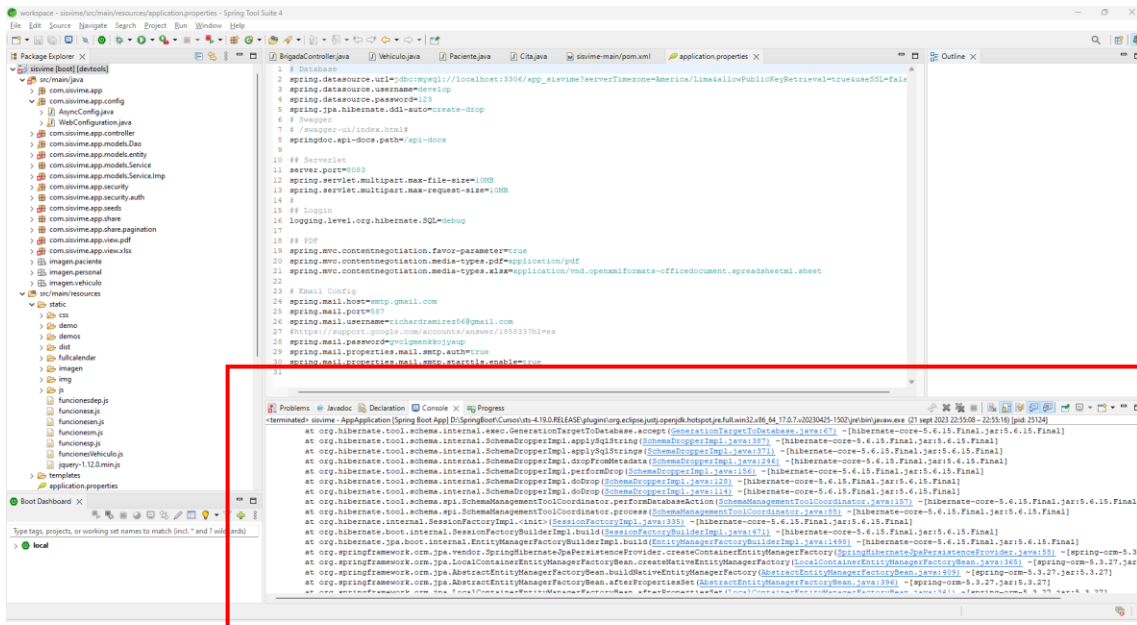 workspace - sisvime/src/main/resources/application.properties - Spring Tool Suite 4
File Edit Source Navigate Search Project Run Window Help
Package Explorer
sisvime [boot] [devtools]
src/main/java
com.sisvime.app
com.sisvime.app.config
AsyncConfig.java
WebConfiguration.java
com.sisvime.app.controller
com.sisvime.app.models.Dao
com.sisvime.app.models.entity
com.sisvime.app.models.Service
com.sisvime.app.models.Service.Imp
com.sisvime.app.security
com.sisvime.app.security.auth
com.sisvime.app.seeds
com.sisvime.app.share
com.sisvime.app.share.pagination
com.sisvime.app.view.pdf
com.sisvime.app.view.xlsx
imagen.paciente
imagen.personal
imagen.vehiculo
src/main/resources
static
css
demo
demos
dist
fullcalendar
imagen
img
js
funcionesdep.js
funcionese.js
funcionesen.js
funcionesm.js
funcionesp.js
funcionesVehiculo.js
jquery-1.12.0.min.js
templates
application.properties
Boot Dashboard
Type tags, projects, or working set names to match (incl. * and ? wildcards)
local
BrigadaController.java Vehiculo.java Paciente.java Cita.java sisvime-main/pom.xml application.properties
1 # Database
2 spring.datasource.url=jdbc:mysql://localhost:3306/app_sisvime?serverTimezone=America/Lima&allowPublicKeyRetrieval=true&useSSL=fals
3 spring.datasource.username=develop
4 spring.datasource.password=123
5 spring.jpa.hibernate.ddl-auto=create-drop
6 # Swagger
7 # /swagger-ui/index.html#
8 springdoc.api-docs.path=/api-docs
9
10 ## Serverlet
11 server.port=8083
12 spring.servlet.multipart.max-file-size=10MB
13 spring.servlet.multipart.max-request-size=10MB
14 #
15 ## Loggin
16 logging.level.org.hibernate.SQL=debug
17
18 ## PDF
19 spring.mvc.contentnegotiation.favor-parameter=true
20 spring.mvc.contentnegotiation.media-types.pdf=application/pdf
21 spring.mvc.contentnegotiation.media-types.xlsx=application/vnd.openxmlformats-officedocument.spreadsheetml.sheet
22
23 # Email Config
24 spring.mail.host=smtp.gmail.com
25 spring.mail.port=587
26 spring.mail.username=richardramirez56@gmail.com
27 #https://support.google.com/accounts/answer/185833?hl=es
28 spring.mail.password=gvolgmenkkojyaup
29 spring.mail.properties.mail.smtp.auth=true
30 spring.mail.properties.mail.smtp.starttls.enable=true
31
Outline
Problems Javadoc Declaration Console Progress
<terminated> sisvime - AppApplication [Spring Boot App] D:\SpringBoot\Cursos\sts-4.19.0.RELEASE\plugins\org.eclipse.justj.openjdk.hotspot.jre.full.win32.x86_64_17.0.7.v20230425-1502\jre\bin\javaw.exe (21 sept 2023 22:55:08 – 22:55:16) [pid: 25124]
at org.hibernate.tool.schema.internal.exec.GenerationTargetToDatabase.accept(GenerationTargetToDatabase.java:67) ~[hibernate-core-5.6.15.Final.jar:5.6.15.Final]
at org.hibernate.tool.schema.internal.SchemaDropperImpl.applySqlString(SchemaDropperImpl.java:387) ~[hibernate-core-5.6.15.Final.jar:5.6.15.Final]
at org.hibernate.tool.schema.internal.SchemaDropperImpl.applySqlStrings(SchemaDropperImpl.java:371) ~[hibernate-core-5.6.15.Final.jar:5.6.15.Final]
at org.hibernate.tool.schema.internal.SchemaDropperImpl.dropFromMetadata(SchemaDropperImpl.java:246) ~[hibernate-core-5.6.15.Final.jar:5.6.15.Final]
at org.hibernate.tool.schema.internal.SchemaDropperImpl.performDrop(SchemaDropperImpl.java:156) ~[hibernate-core-5.6.15.Final.jar:5.6.15.Final]
at org.hibernate.tool.schema.internal.SchemaDropperImpl.doDrop(SchemaDropperImpl.java:128) ~[hibernate-core-5.6.15.Final.jar:5.6.15.Final]
at org.hibernate.tool.schema.internal.SchemaDropperImpl.doDrop(SchemaDropperImpl.java:114) ~[hibernate-core-5.6.15.Final.jar:5.6.15.Final]
at org.hibernate.tool.schema.spi.SchemaManagementToolCoordinator.performDatabaseAction(SchemaManagementToolCoordinator.java:157) ~[hibernate-core-5.6.15.Final.jar:5.6.15.Final
at org.hibernate.tool.schema.spi.SchemaManagementToolCoordinator.process(SchemaManagementToolCoordinator.java:85) ~[hibernate-core-5.6.15.Final.jar:5.6.15.Final]
at org.hibernate.internal.SessionFactoryImpl.<init>(SessionFactoryImpl.java:335) ~[hibernate-core-5.6.15.Final.jar:5.6.15.Final]
at org.hibernate.boot.internal.SessionFactoryBuilderImpl.build(SessionFactoryBuilderImpl.java:471) ~[hibernate-core-5.6.15.Final.jar:5.6.15.Final]
at org.hibernate.jpa.boot.internal.EntityManagerFactoryBuilderImpl.build(EntityManagerFactoryBuilderImpl.java:1498) ~[hibernate-core-5.6.15.Final.jar:5.6.15.Final]
at org.springframework.orm.jpa.vendor.SpringHibernateJpaPersistenceProvider.createContainerEntityManagerFactory(SpringHibernateJpaPersistenceProvider.java:58) ~[spring-orm-5.3
at org.springframework.orm.jpa.LocalContainerEntityManagerFactoryBean.createNativeEntityManagerFactory(LocalContainerEntityManagerFactoryBean.java:365) ~[spring-orm-5.3.27.jar
at org.springframework.orm.jpa.AbstractEntityManagerFactoryBean.buildNativeEntityManagerFactory(AbstractEntityManagerFactoryBean.java:409) ~[spring-orm-5.3.27.jar:5.3.27]
at org.springframework.orm.jpa.AbstractEntityManagerFactoryBean.afterPropertiesSet(AbstractEntityManagerFactoryBean.java:396) ~[spring-orm-5.3.27.jar:5.3.27]
at org.springframework.orm.jpa.LocalContainerEntityManagerFactoryBean.afterPropertiesSet(LocalContainerEntityManagerFactoryBean.java:341) ~[spring-orm-5.3.27.jar:5.3.27]